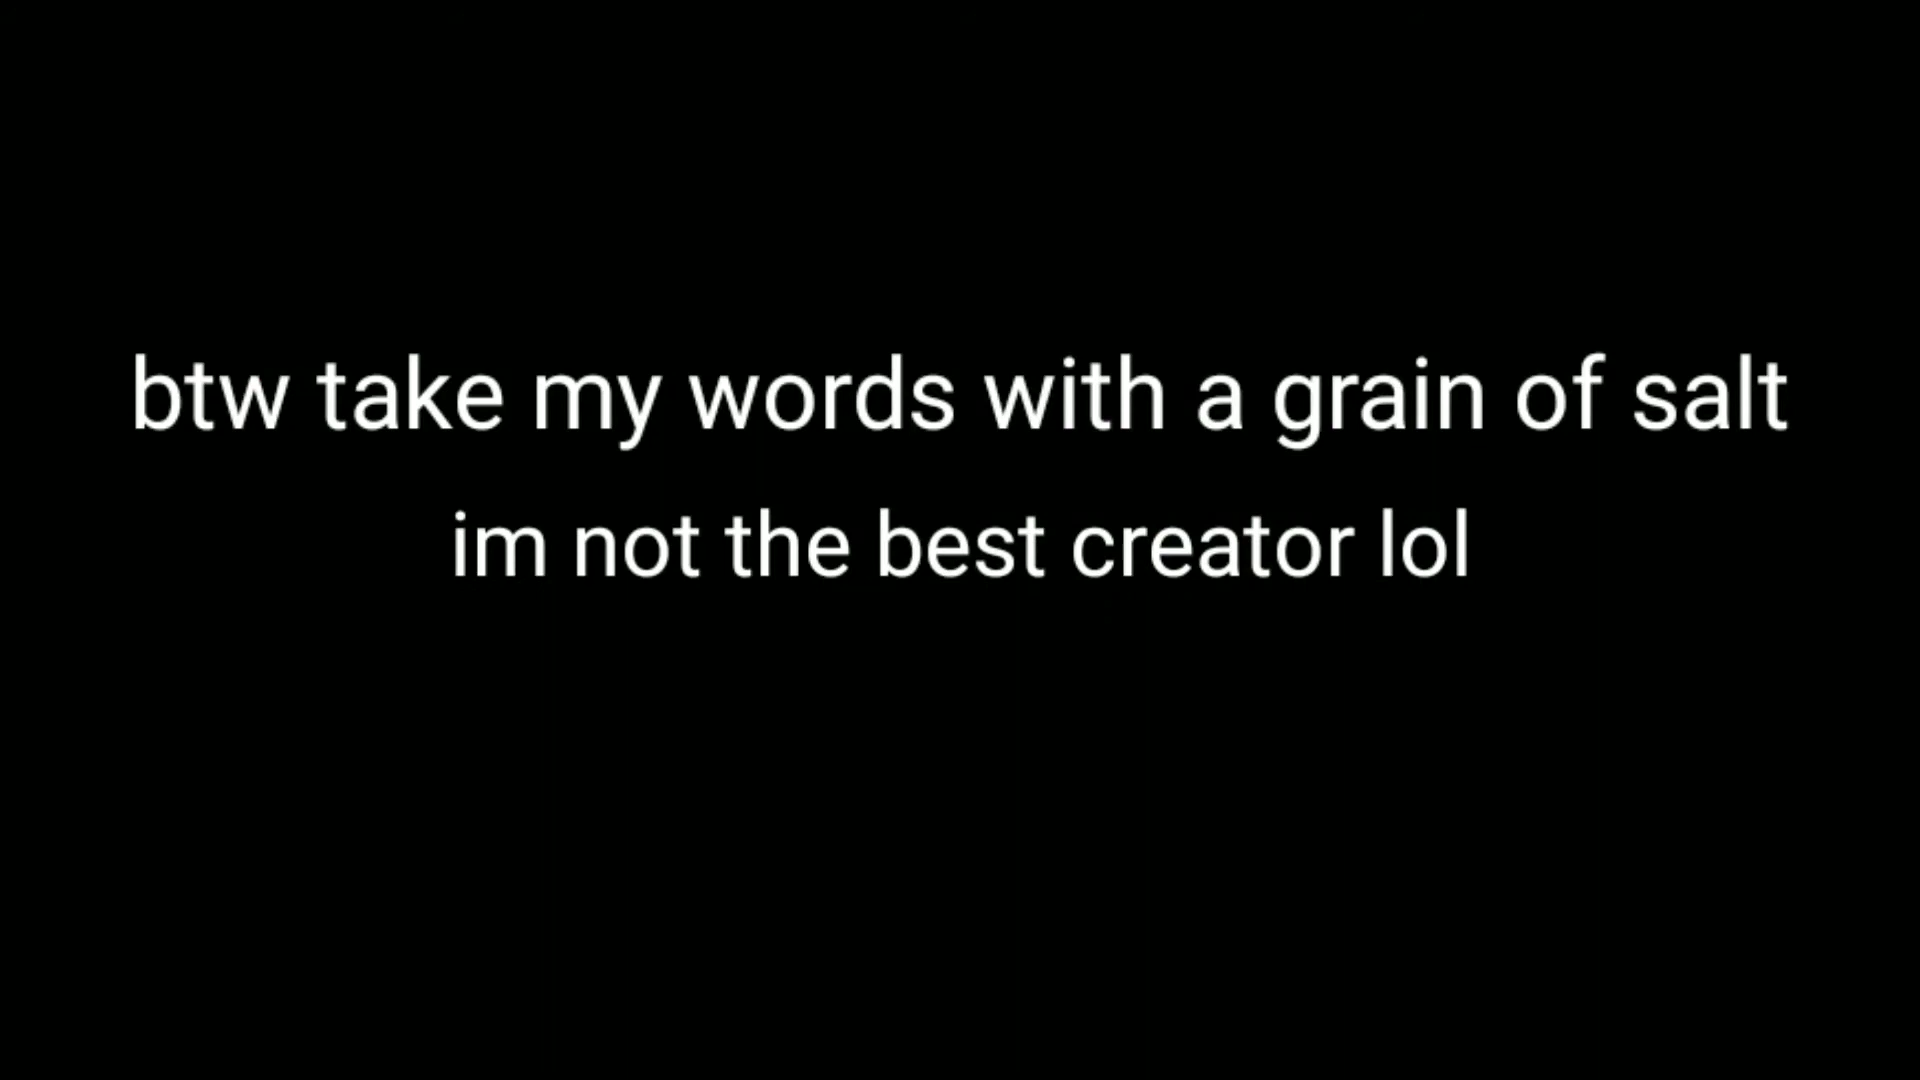 btw take my words with a grain of salt
im not the best creator lol